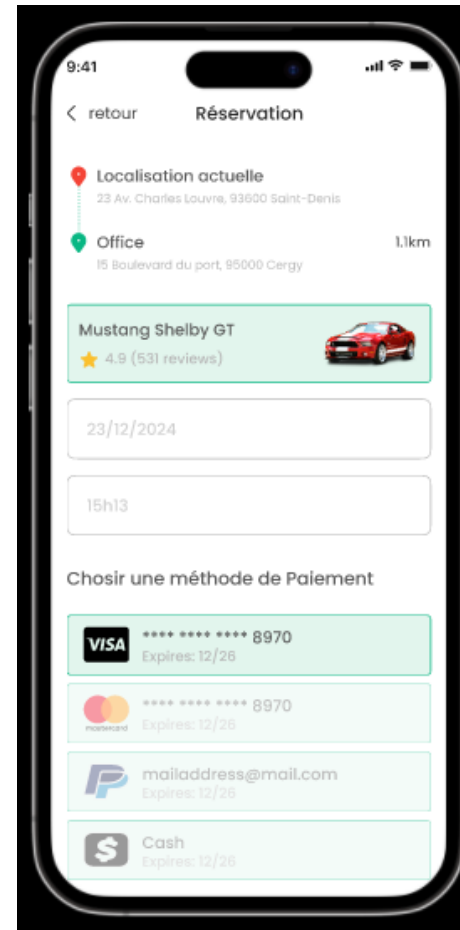 9:41
retour
Réservation
Localisation actuelle
23 Av. Charles Louvre, 93600 Saint-Denis
Office
1.1km
15 Boulevard du port, 95000 Cergy
Mustang Shelby GT
4.9 (531 reviews)
23/12/2024
15h13
Chosir une méthode de Paiement
VISA
**** **** **** 8970
Expires: 12/26
mastercard
**** **** **** 8970
Expires: 12/26
mailaddress@mail.com
Expires: 12/26
Cash
Expires: 12/26